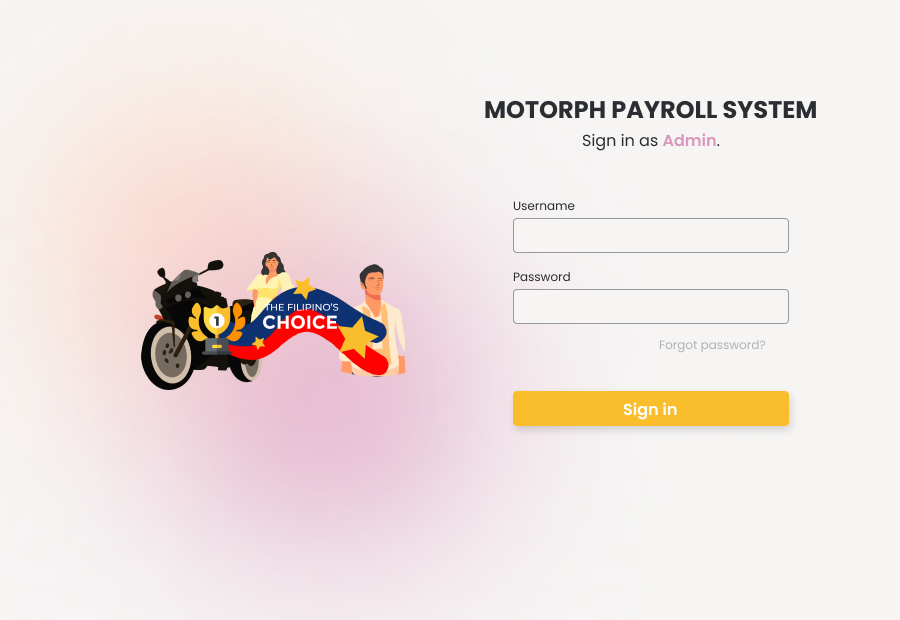 MOTORPH PAYROLL SYSTEM
Sign in as Admin.
Username
Password
Forgot password?
Sign in
1
THE FILIPINO'S
CHOICE